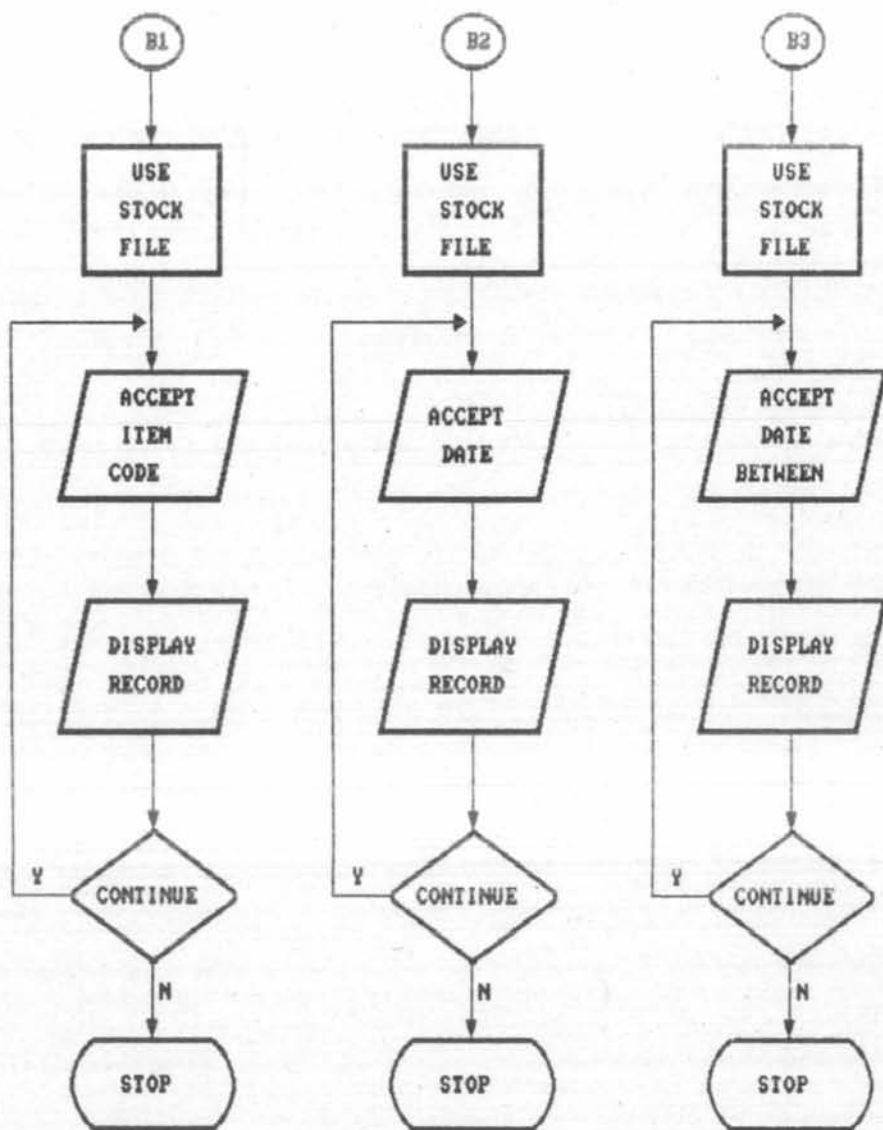 B1
USE
STOCK
FILE
ACCEPT
ITEM
CODE
DISPLAY
RECORD
CONTINUE
Y
N
STOP
B2
USE
STOCK
FILE
ACCEPT
DATE
DISPLAY
RECORD
CONTINUE
Y
N
STOP
B3
USE
STOCK
FILE
ACCEPT
DATE
BETWEEN
DISPLAY
RECORD
CONTINUE
Y
N
STOP